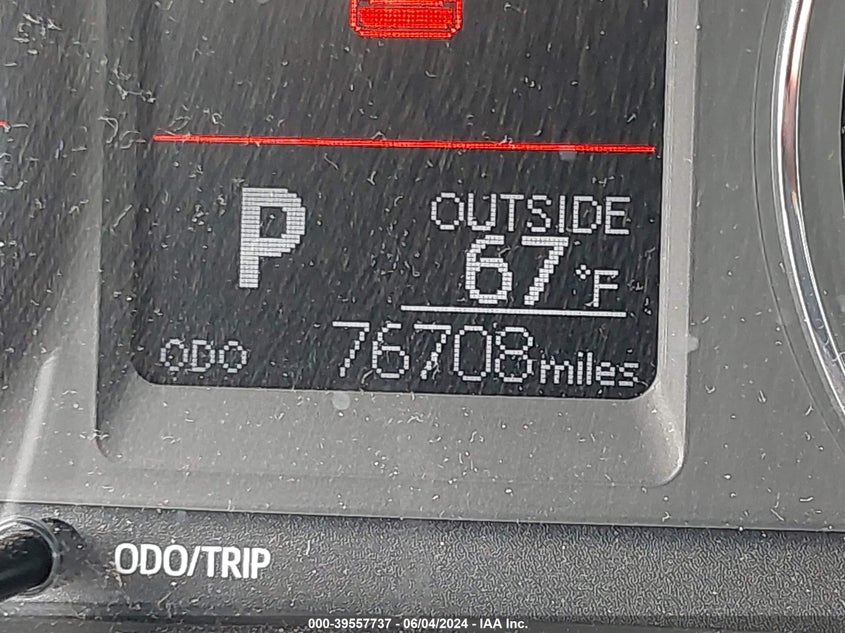 P
OUTSIDE
67 °F
ODO 76708 miles
ODO/TRIP
000-39557737 - 06/04/2024 - IAA Inc.